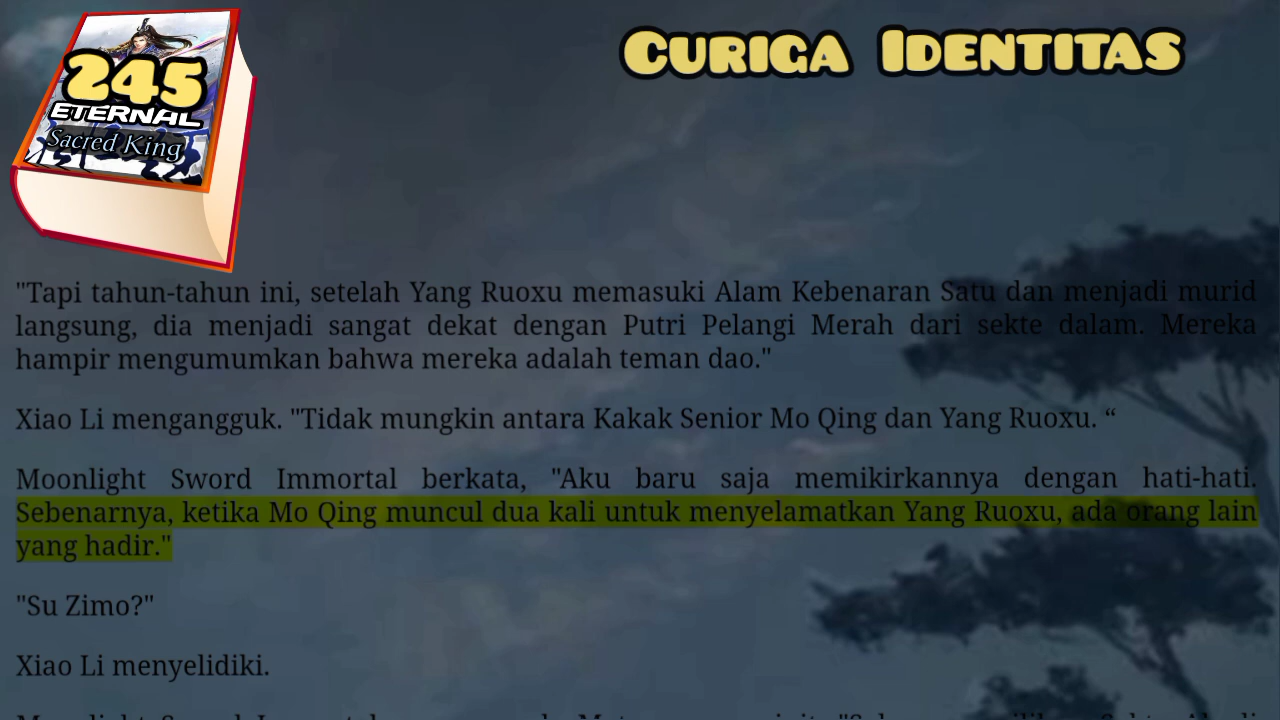 245
ETERNAL
Sacred King
CURIGA IDENTITAS
"Tapi tahun-tahun ini, setelah Yang Ruoxu memasuki Alam Kebenaran Satu dan menjadi murid
langsung, dia menjadi sangat dekat dengan Putri Pelangi Merah dari sekte dalam. Mereka
hampir mengumumkan bahwa mereka adalah teman dao."
Xiao Li mengangguk. "Tidak mungkin antara Kakak Senior Mo Qing dan Yang Ruoxu. “
Moonlight Sword Immortal berkata, "Aku baru saja memikirkannya dengan hati-hati.
Sebenarnya, ketika Mo Qing muncul dua kali untuk menyelamatkan Yang Ruoxu, ada orang lain
yang hadir."
"Su Zimo?"
Xiao Li menyelidiki.